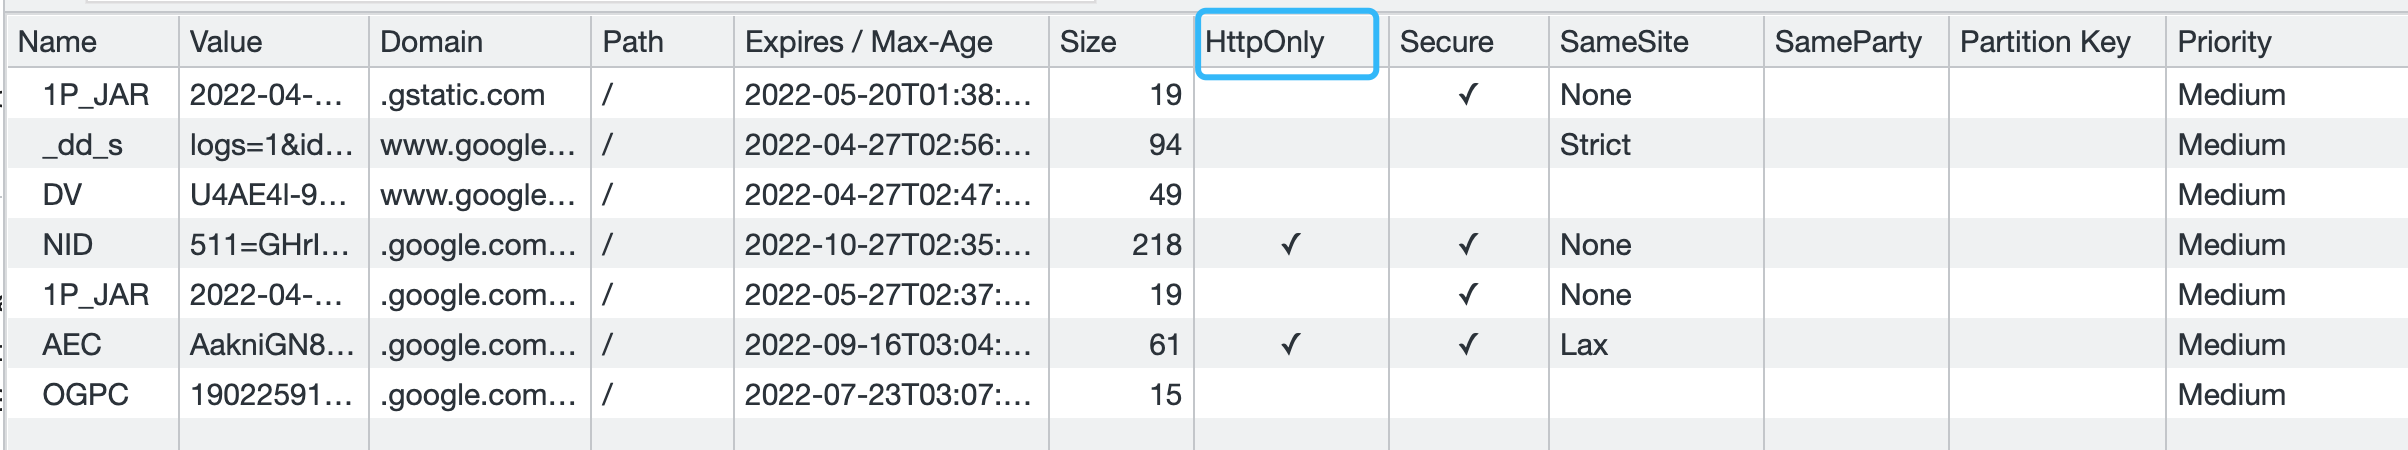 Name Value Domain Path Expires / Max-Age Size HttpOnly Secure SameSite SameParty Partition Key Priority
1P_JAR 2022-04-... .gstatic.com / 2022-05-20T01:38:... 19 ✓ None Medium
_dd_s logs=1&id... www.google... / 2022-04-27T02:56:... 94 Strict Medium
DV U4AE4l-9... www.google... / 2022-04-27T02:47:... 49 Medium
NID 511=GHrl... .google.com... / 2022-10-27T02:35:... 218 ✓ ✓ None Medium
1P_JAR 2022-04-... .google.com... / 2022-05-27T02:37:... 19 ✓ None Medium
AEC AakniGN8... .google.com... / 2022-09-16T03:04:... 61 ✓ ✓ Lax Medium
OGPC 19022591... .google.com... / 2022-07-23T03:07:... 15 Medium